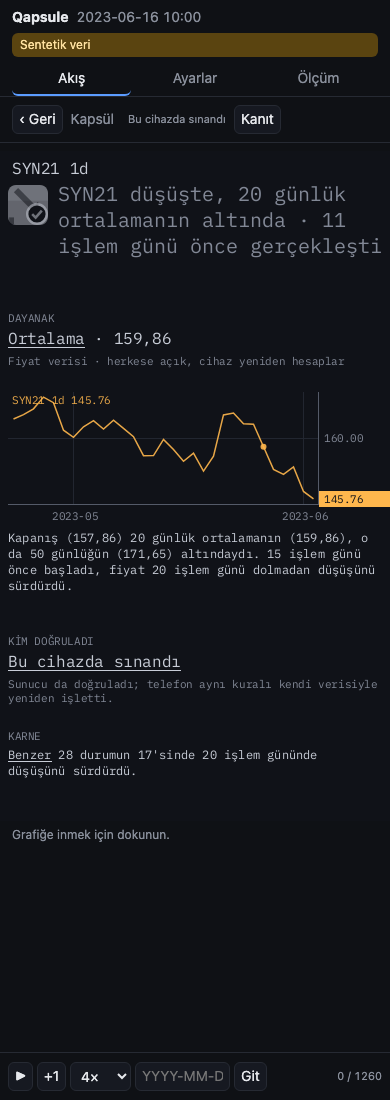 Qapsule 2023-06-16 10:00
Sentetik veri
Akış Ayarlar Ölçüm
‹ Geri Kapsül Bu cihazda sınandı Kanıt
SYN21 1d
SYN21 düşüşte, 20 günlük
ortalamanın altında · 11
işlem günü önce gerçekleşti
DAYANAK
Ortalama · 159,86
Fiyat verisi · herkese açık, cihaz yeniden hesaplar
SYN21 1d 145.76
160.00
145.76
2023-05 2023-06
Kapanış (157,86) 20 günlük ortalamanın (159,86), o
da 50 günlüğün (171,65) altındaydı. 15 işlem günü
önce başladı, fiyat 20 işlem günü dolmadan düşüşünü
sürdürdü.
KİM DOĞRULADI
Bu cihazda sınandı
Sunucu da doğruladı; telefon aynı kuralı kendi verisiyle
yeniden işletti.
KARNE
Benzer 28 durumun 17'sinde 20 işlem gününde
düşüşünü sürdürdü.
Grafiğe inmek için dokunun.
+1 4x YYYY-MM-D Git 0 / 1260